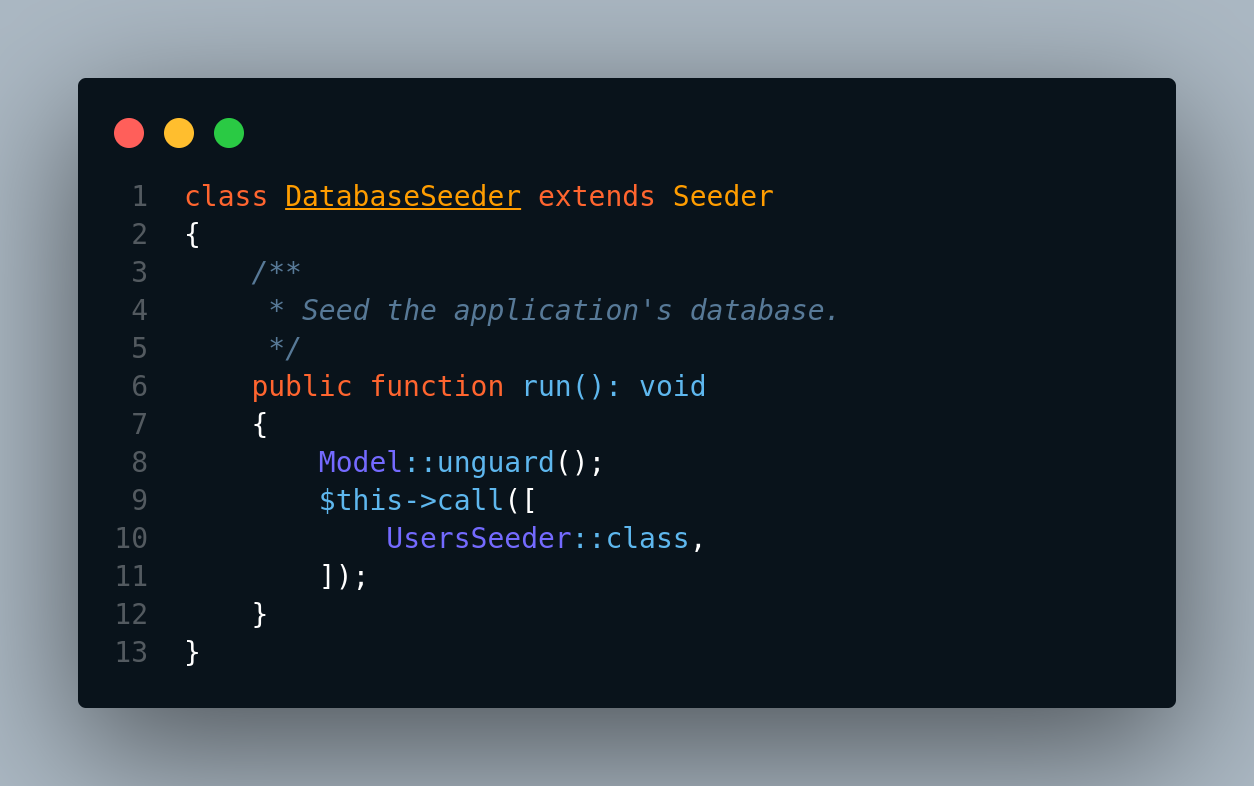 1 class DatabaseSeeder extends Seeder
2 {
3     /**
4      * Seed the application's database.
5      */
6     public function run(): void
7     {
8         Model::unguard();
9         $this->call([
10             UsersSeeder::class,
11         ]);
12     }
13 }